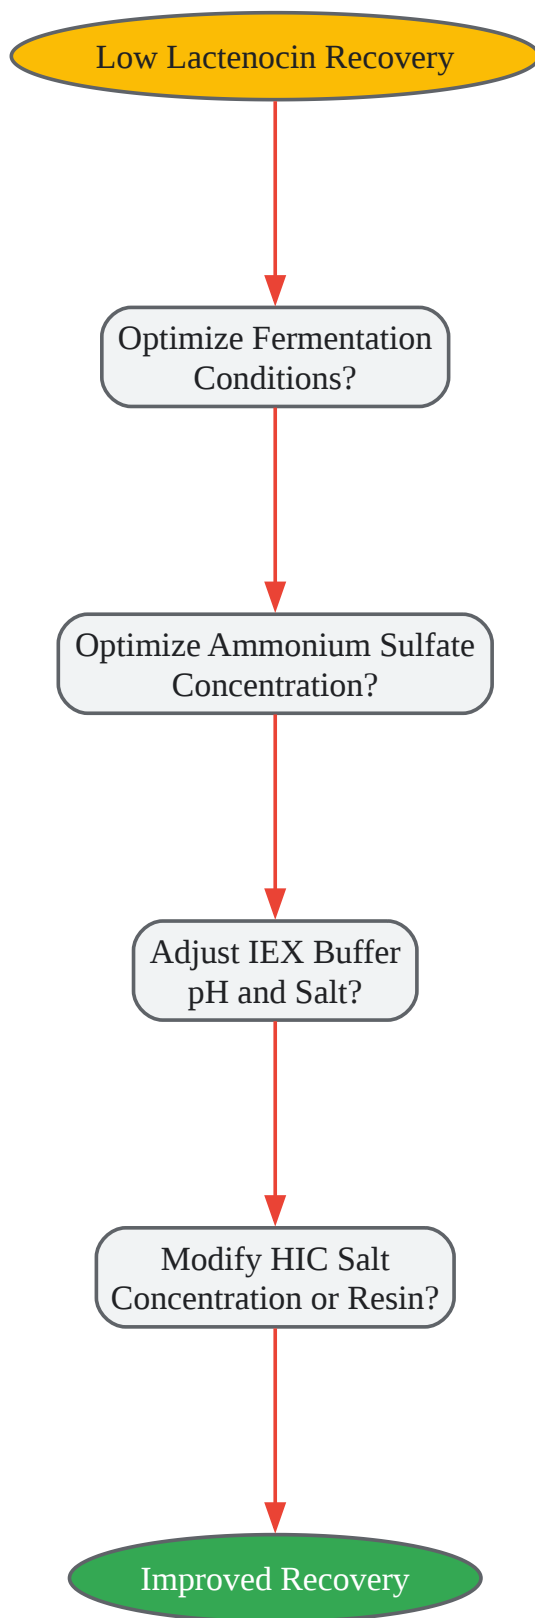 Low Lactenocin Recovery
Optimize Fermentation
Conditions?
Optimize Ammonium Sulfate
Concentration?
Adjust IEX Buffer
pH and Salt?
Modify HIC Salt
Concentration or Resin?
Improved Recovery